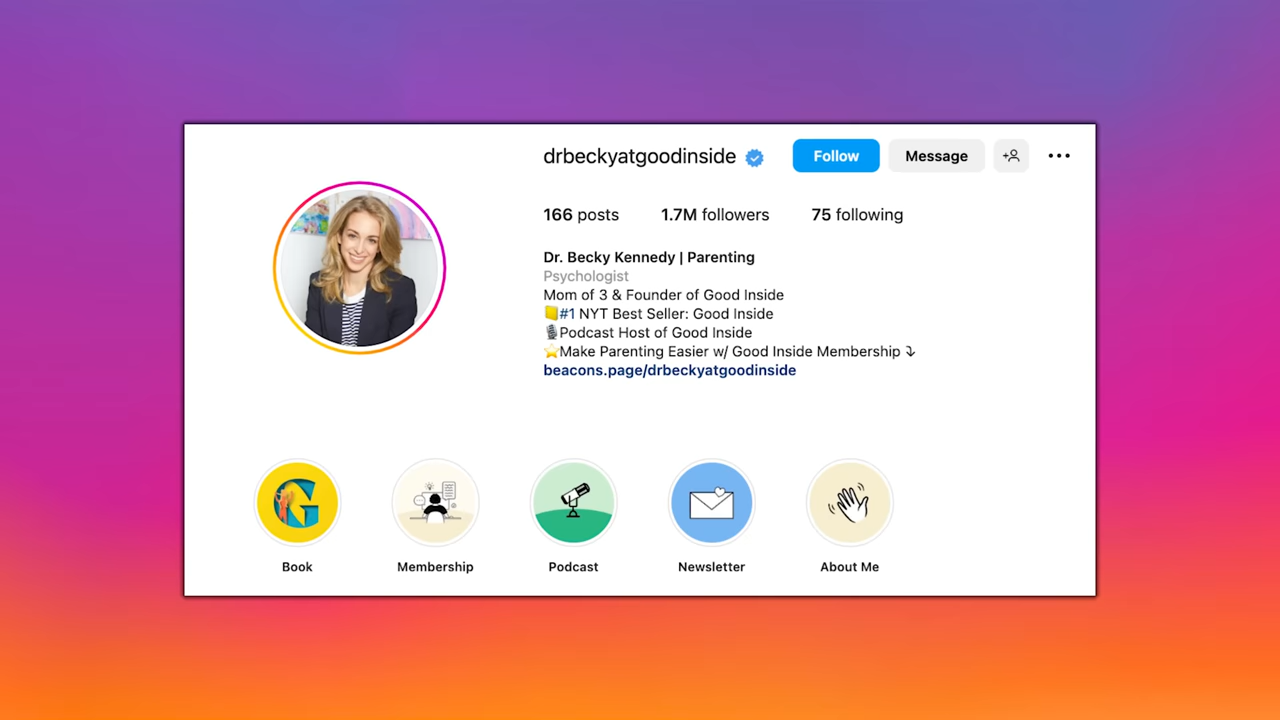 drbeckyatgoodinside Follow Message
166 posts 1.7M followers 75 following
Dr. Becky Kennedy | Parenting
Psychologist
Mom of 3 & Founder of Good Inside
📒#1 NYT Best Seller: Good Inside
🎙️Podcast Host of Good Inside
⭐Make Parenting Easier w/ Good Inside Membership ⤵
beacons.page/drbeckyatgoodinside
G
Book Membership Podcast Newsletter About Me